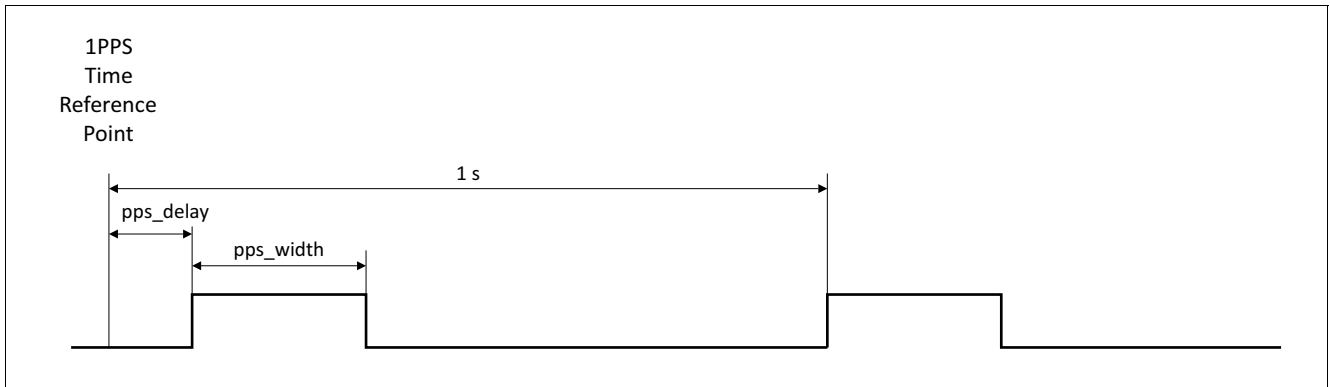 1PPS
Time
Reference
Point
1 s
pps_delay
pps_width